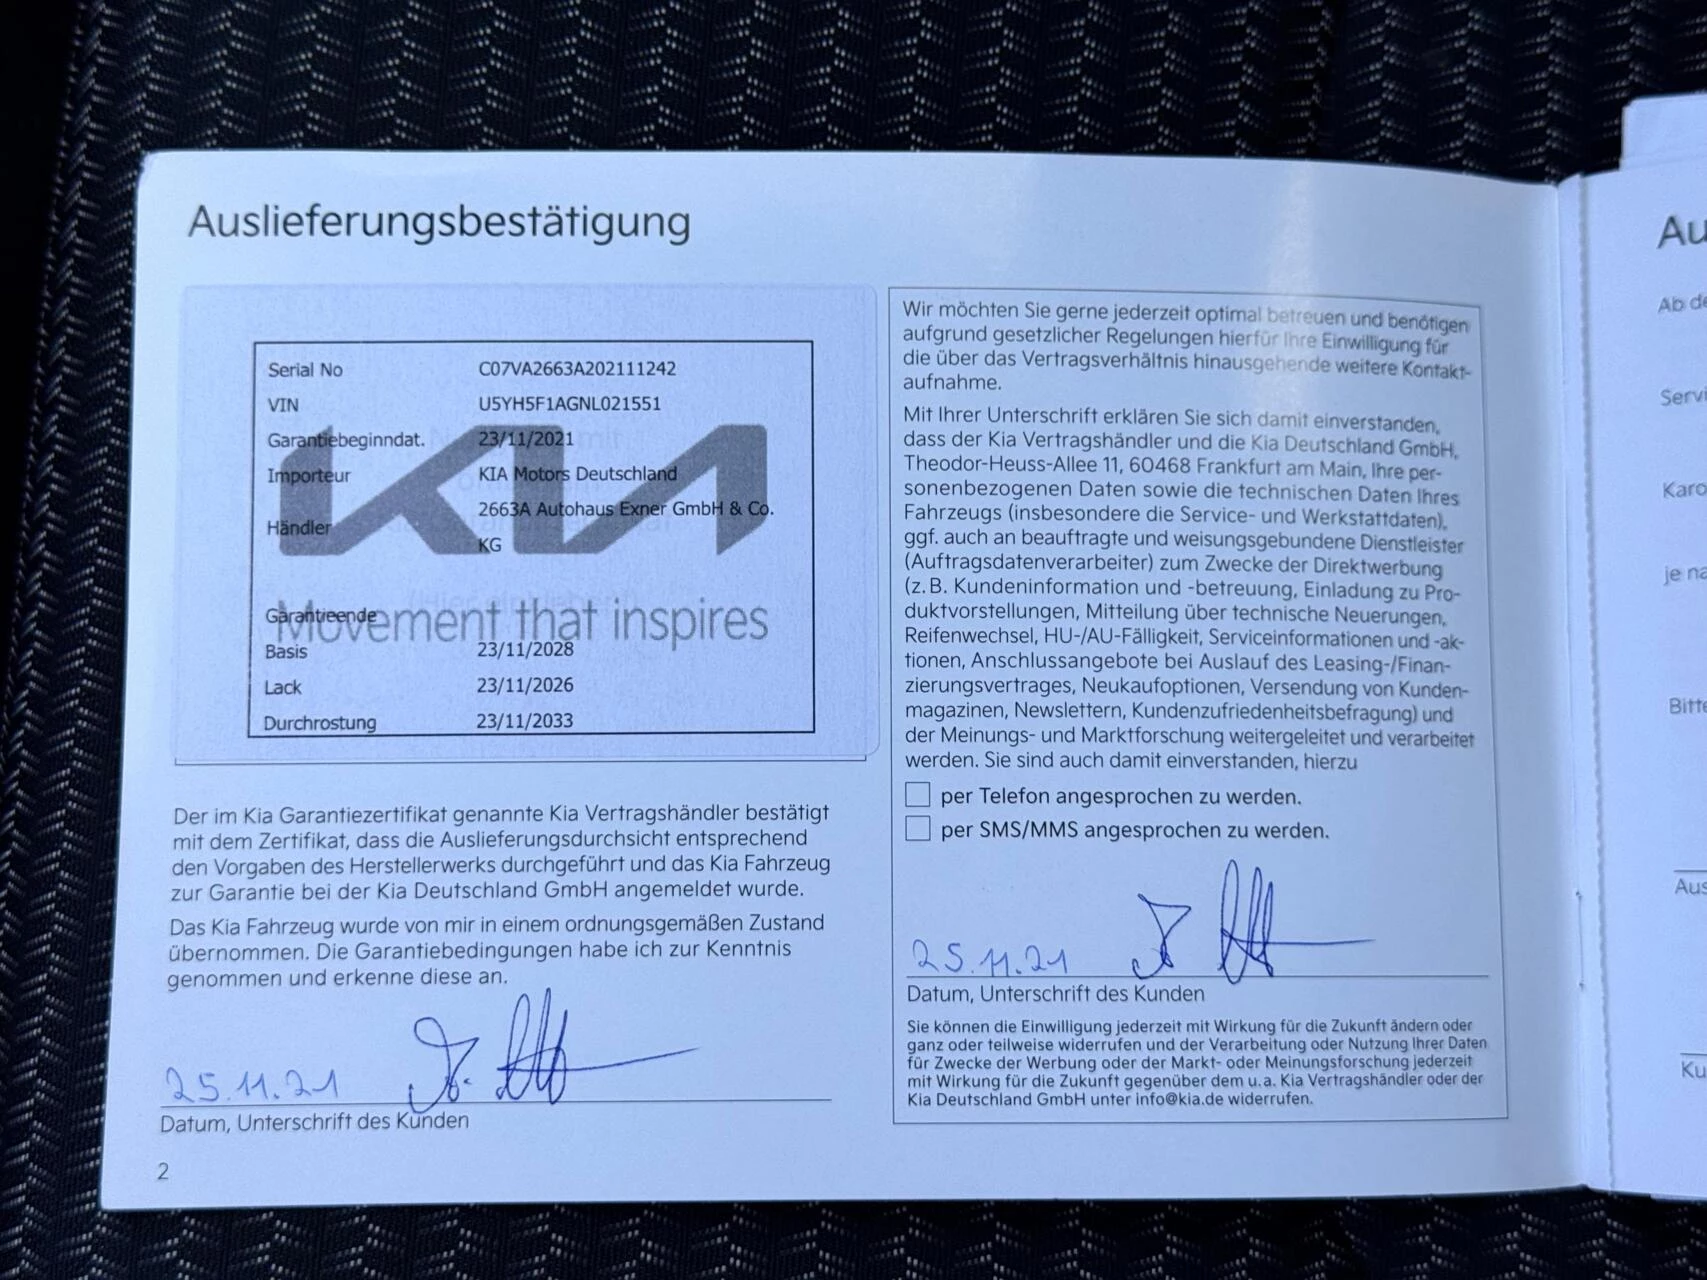 Auslieferungsbestätigung
Serial No C07VA2663A202111242
VIN U5YH5F1AGNL021551
Garantiebeginndat. 23/11/2021
Importeur KIA Motors Deutschland
Händler 2663A Autohaus Exner GmbH & Co.
KG
KIA
Movement that inspires
Garantieende
Basis 23/11/2028
Lack 23/11/2026
Durchrostung 23/11/2033
Der im Kia Garantiezertifikat genannte Kia Vertragshändler bestätigt
mit dem Zertifikat, dass die Auslieferungsdurchsicht entsprechend
den Vorgaben des Herstellerwerks durchgeführt und das Kia Fahrzeug
zur Garantie bei der Kia Deutschland GmbH angemeldet wurde.
Das Kia Fahrzeug wurde von mir in einem ordnungsgemäßen Zustand
übernommen. Die Garantiebedingungen habe ich zur Kenntnis
genommen und erkenne diese an.
25.11.21
Datum, Unterschrift des Kunden
2
Wir möchten Sie gerne jederzeit optimal betreuen und benötigen
aufgrund gesetzlicher Regelungen hierfür Ihre Einwilligung für
die über das Vertragsverhältnis hinausgehende weitere Kontakt-
aufnahme.
Mit Ihrer Unterschrift erklären Sie sich damit einverstanden,
dass der Kia Vertragshändler und die Kia Deutschland GmbH,
Theodor-Heuss-Allee 11, 60468 Frankfurt am Main, Ihre per-
sonenbezogenen Daten sowie die technischen Daten Ihres
Fahrzeugs (insbesondere die Service- und Werkstattdaten),
ggf. auch an beauftragte und weisungsgebundene Dienstleister
(Auftragsdatenverarbeiter) zum Zwecke der Direktwerbung
(z. B. Kundeninformation und -betreuung, Einladung zu Pro-
duktvorstellungen, Mitteilung über technische Neuerungen,
Reifenwechsel, HU-/AU-Fälligkeit, Serviceinformationen und -ak-
tionen, Anschlussangebote bei Auslauf des Leasing-/Finan-
zierungsvertrages, Neukaufoptionen, Versendung von Kunden-
magazinen, Newslettern, Kundenzufriedenheitsbefragung) und
der Meinungs- und Marktforschung weitergeleitet und verarbeitet
werden. Sie sind auch damit einverstanden, hierzu
per Telefon angesprochen zu werden.
per SMS/MMS angesprochen zu werden.
25.11.21
Datum, Unterschrift des Kunden
Sie können die Einwilligung jederzeit mit Wirkung für die Zukunft ändern oder
ganz oder teilweise widerrufen und der Verarbeitung oder Nutzung Ihrer Daten
für Zwecke der Werbung oder der Markt- oder Meinungsforschung jederzeit
mit Wirkung für die Zukunft gegenüber dem u. a. Kia Vertragshändler oder der
Kia Deutschland GmbH unter info@kia.de widerrufen.
Au
Ab de
Servi
Karo
je na
Bitte
Aus
Ku